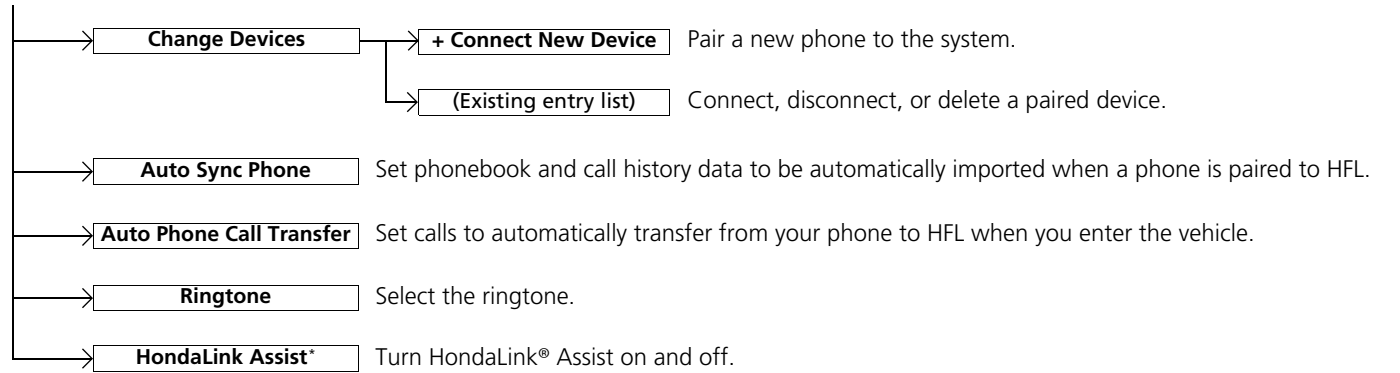 Change Devices + Connect New Device Pair a new phone to the system.
(Existing entry list) Connect, disconnect, or delete a paired device.
Auto Sync Phone Set phonebook and call history data to be automatically imported when a phone is paired to HFL.
Auto Phone Call Transfer Set calls to automatically transfer from your phone to HFL when you enter the vehicle.
Ringtone Select the ringtone.
HondaLink Assist* Turn HondaLink® Assist on and off.